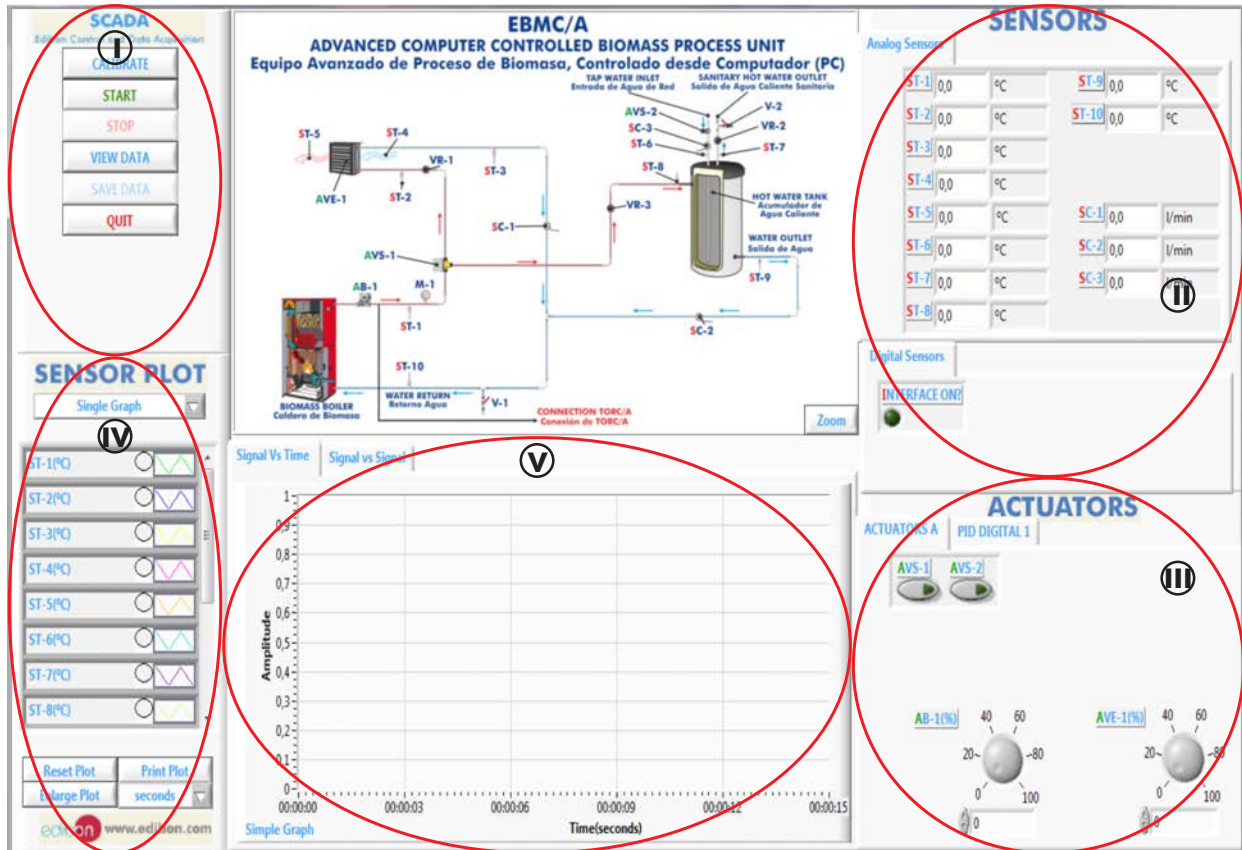 SCADA
Edibon Control and Data Acquisition
I
CALIBRATE
START
STOP
VIEW DATA
SAVE DATA
QUIT
EBMC/A
ADVANCED COMPUTER CONTROLLED BIOMASS PROCESS UNIT
Equipo Avanzado de Proceso de Biomasa, Controlado desde Computador (PC)
TAP WATER INLET
Entrada de Agua de Red
SANITARY HOT WATER OUTLET
Salida de Agua Caliente Sanitaria
AVS-2
V-2
SC-3
VR-2
ST-6
ST-7
ST-5
ST-4
VR-1
ST-3
ST-8
AVE-1
ST-2
HOT WATER TANK
Acumulador de
Agua Caliente
VR-3
SC-1
WATER OUTLET
Salida de Agua
AVS-1
ST-9
AB-1
M-1
ST-1
SC-2
ST-10
WATER RETURN
Retorno Agua
V-1
BIOMASS BOILER
Caldera de Biomasa
CONNECTION TORC/A
Conexión de TORC/A
Zoom
SENSORS
Analog Sensors
ST-1 0,0 ºC ST-9 0,0 ºC
ST-2 0,0 ºC ST-10 0,0 ºC
ST-3 0,0 ºC
ST-4 0,0 ºC
ST-5 0,0 ºC SC-1 0,0 l/min
ST-6 0,0 ºC SC-2 0,0 l/min
ST-7 0,0 ºC SC-3 0,0 l/min
II
ST-8 0,0 ºC
Digital Sensors
INTERFACE ON?
SENSOR PLOT
Single Graph
IV
ST-1(ºC)
ST-2(ºC)
ST-3(ºC)
ST-4(ºC)
ST-5(ºC)
ST-6(ºC)
ST-7(ºC)
ST-8(ºC)
Reset Plot Print Plot
Enlarge Plot seconds
edibon www.edibon.com
Signal Vs Time Signal vs Signal
V
Amplitude
1
0,9
0,8
0,7
0,6
0,5
0,4
0,3
0,2
0,1
0
00:00:00 00:00:03 00:00:06 00:00:09 00:00:12 00:00:15
Simple Graph
Time(seconds)
ACTUATORS
ACTUATORS A PID DIGITAL 1
AVS-1 AVS-2
III
AB-1(%) 0 20 40 60 80 100
0
AVE-1(%) 0 20 40 60 80 100
0